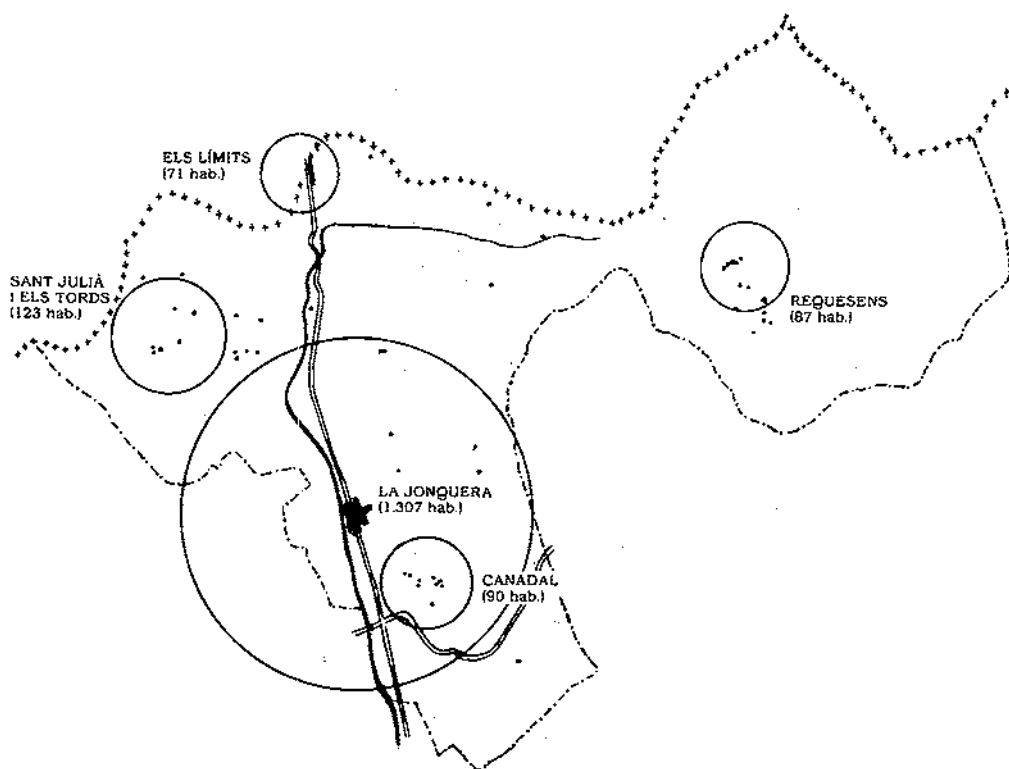 ELS LÍMITS
(71 hab.)
SANT JULIÀ
I ELS TORDS
(123 hab.)
REQUESENS
(87 hab.)
LA JONQUERA
(1.307 hab.)
CANADAL
(90 hab.)